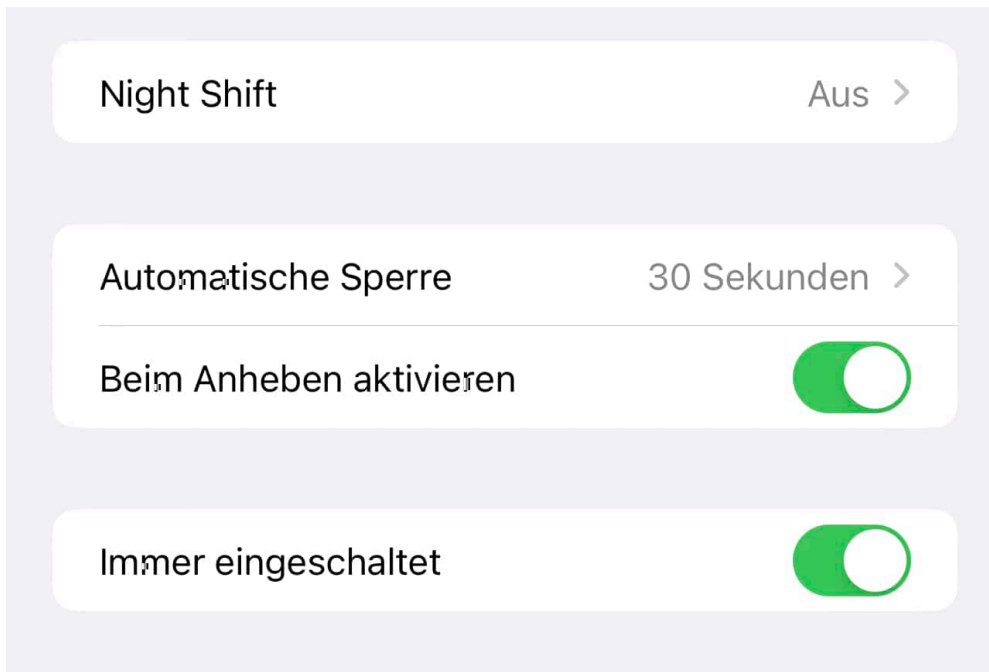 Night Shift Aus
Automatische Sperre 30 Sekunden
Beim Anheben aktivieren
Immer eingeschaltet